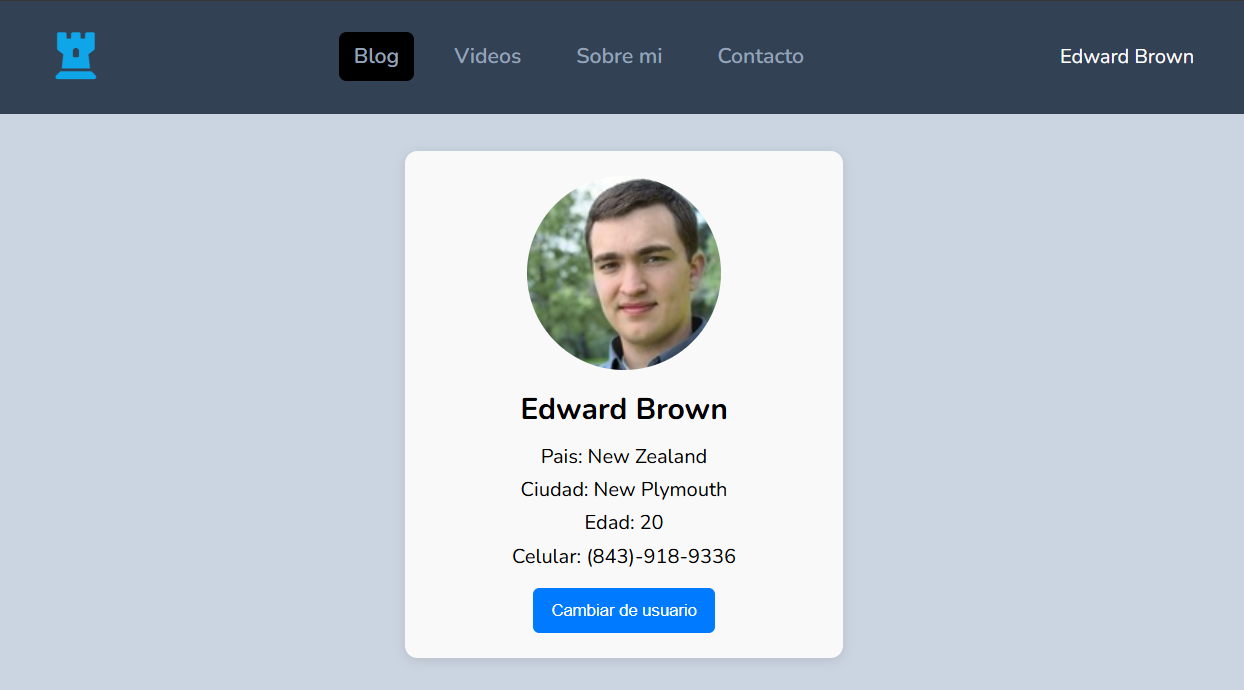 Blog Videos Sobre mi Contacto Edward Brown
Edward Brown
Pais: New Zealand
Ciudad: New Plymouth
Edad: 20
Celular: (843)-918-9336
Cambiar de usuario